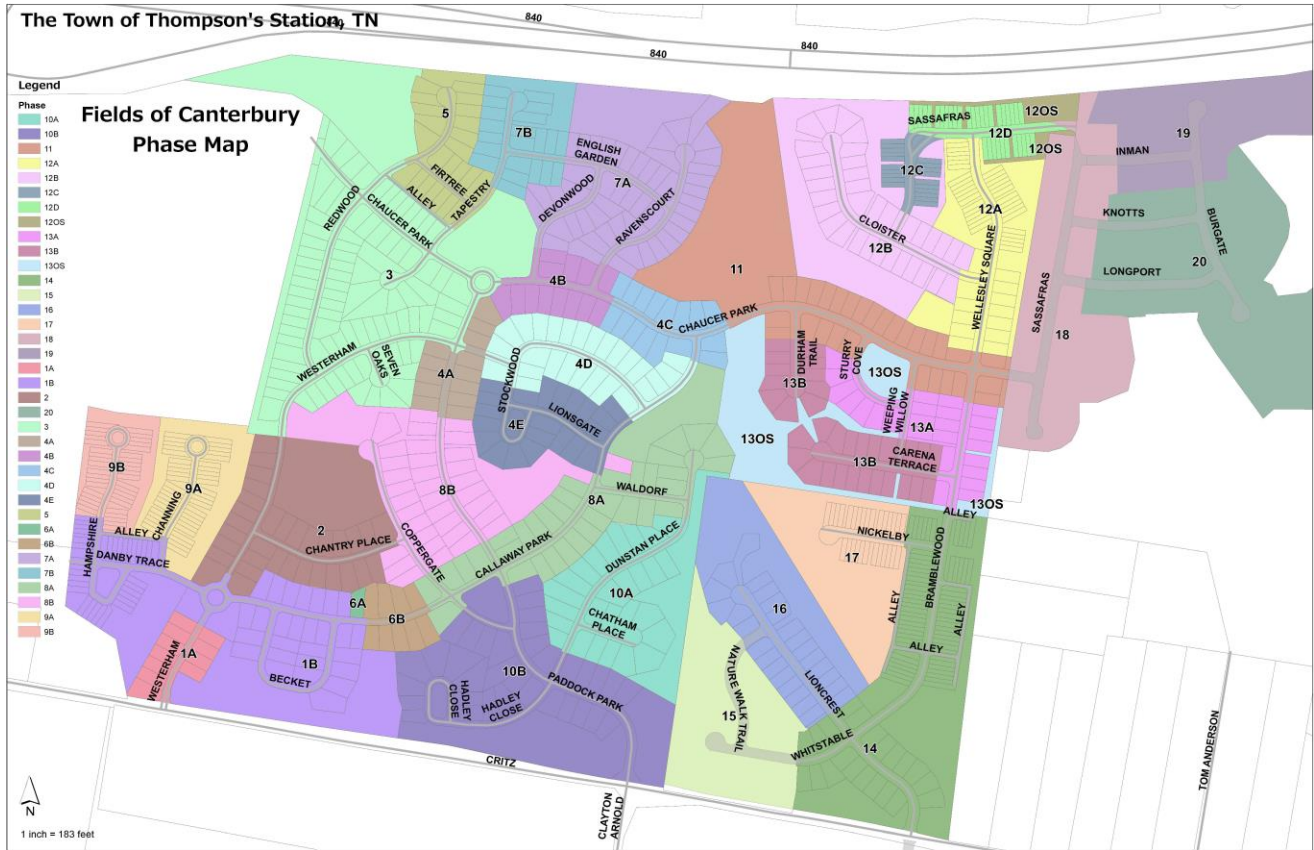 The Town of Thompson's Station, TN
840
840
840
840
Legend
Phase
10A
10B
11
12A
12B
12C
12D
12OS
13A
13B
13OS
14
15
16
17
18
19
1A
1B
2
20
3
4A
4B
4C
4D
4E
5
6A
6B
7A
7B
8A
8B
9A
9B
Fields of Canterbury
Phase Map
5
7B
ENGLISH
GARDEN
7A
FIRTREE
ALLEY
TAPESTRY
DEVONWOOD
RAVENSCOURT
REDWOOD
CHAUCER PARK
3
4B
4C
CHAUCER PARK
11
SASSAFRAS
12OS
12D
12OS
12C
12A
CLOISTER
12B
WELLESLEY SQUARE
INMAN
19
KNOTTS
BURGATE
LONGPORT
20
SASSAFRAS
18
WESTERHAM
SEVEN
OAKS
4A
STOCKWOOD
4D
LIONSGATE
4E
DURHAM
TRAIL
STURRY
COVE
13OS
13B
WEEPING
WILLOW
13A
13OS
CARENA
TERRACE
13B
13OS
ALLEY
9B
9A
ALLEY
CHANNING
HAMPSHIRE
DANBY TRACE
2
CHANTRY PLACE
COPPERGATE
8B
8A
WALDORF
CALLAWAY PARK
DUNSTAN PLACE
10A
CHATHAM
PLACE
6A
6B
1A
WESTERHAM
1B
BECKET
10B
HADLEY
CLOSE
HADLEY
CLOSE
PADDOCK PARK
16
LIONCREST
NATURE WALK TRAIL
15
WHITSTABLE
14
17
NICKELBY
BRAMBLEWOOD
ALLEY
ALLEY
ALLEY
CRITZ
CLAYTON
ARNOLD
TOM ANDERSON
N
1 inch = 183 feet